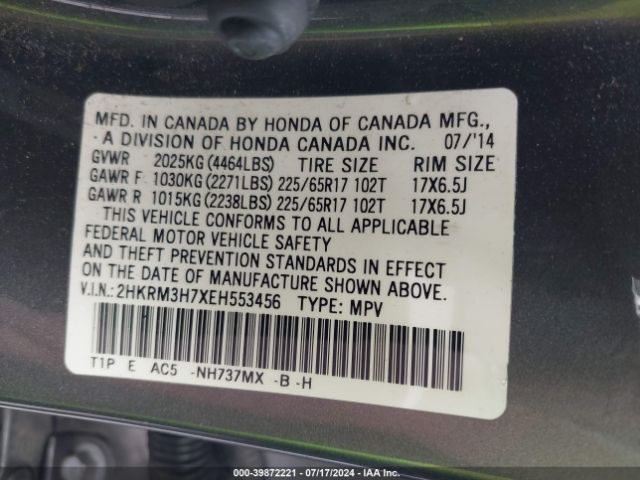 MFD. IN CANADA BY HONDA OF CANADA MFG.,
- A DIVISION OF HONDA CANADA INC. 07/'14
GVWR 2025KG (4464LBS) TIRE SIZE RIM SIZE
GAWR F 1030KG (2271LBS) 225/65R17 102T 17X6.5J
GAWR R 1015KG (2238LBS) 225/65R17 102T 17X6.5J
THIS VEHICLE CONFORMS TO ALL APPLICABLE
FEDERAL MOTOR VEHICLE SAFETY
AND THEFT PREVENTION STANDARDS IN EFFECT
ON THE DATE OF MANUFACTURE SHOWN ABOVE.
V.I.N.: 2HKRM3H7XEH553456 TYPE: MPV
T1P E AC5 -NH737MX -B -H
000-39872221 - 07/17/2024 - IAA Inc.